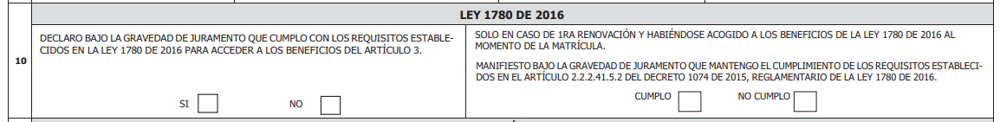 LEY 1780 DE 2016
10
DECLARO BAJO LA GRAVEDAD DE JURAMENTO QUE CUMPLO CON LOS REQUISITOS ESTABLE-
CIDOS EN LA LEY 1780 DE 2016 PARA ACCEDER A LOS BENEFICIOS DEL ARTÍCULO 3.
SI
NO
SOLO EN CASO DE 1RA RENOVACIÓN Y HABIÉNDOSE ACOGIDO A LOS BENEFICIOS DE LA LEY 1780 DE 2016 AL
MOMENTO DE LA MATRÍCULA.
MANIFIESTO BAJO LA GRAVEDAD DE JURAMENTO QUE MANTENGO EL CUMPLIMIENTO DE LOS REQUISITOS ESTABLECI-
DOS EN EL ARTÍCULO 2.2.2.41.5.2 DEL DECRETO 1074 DE 2015, REGLAMENTARIO DE LA LEY 1780 DE 2016.
CUMPLO
NO CUMPLO